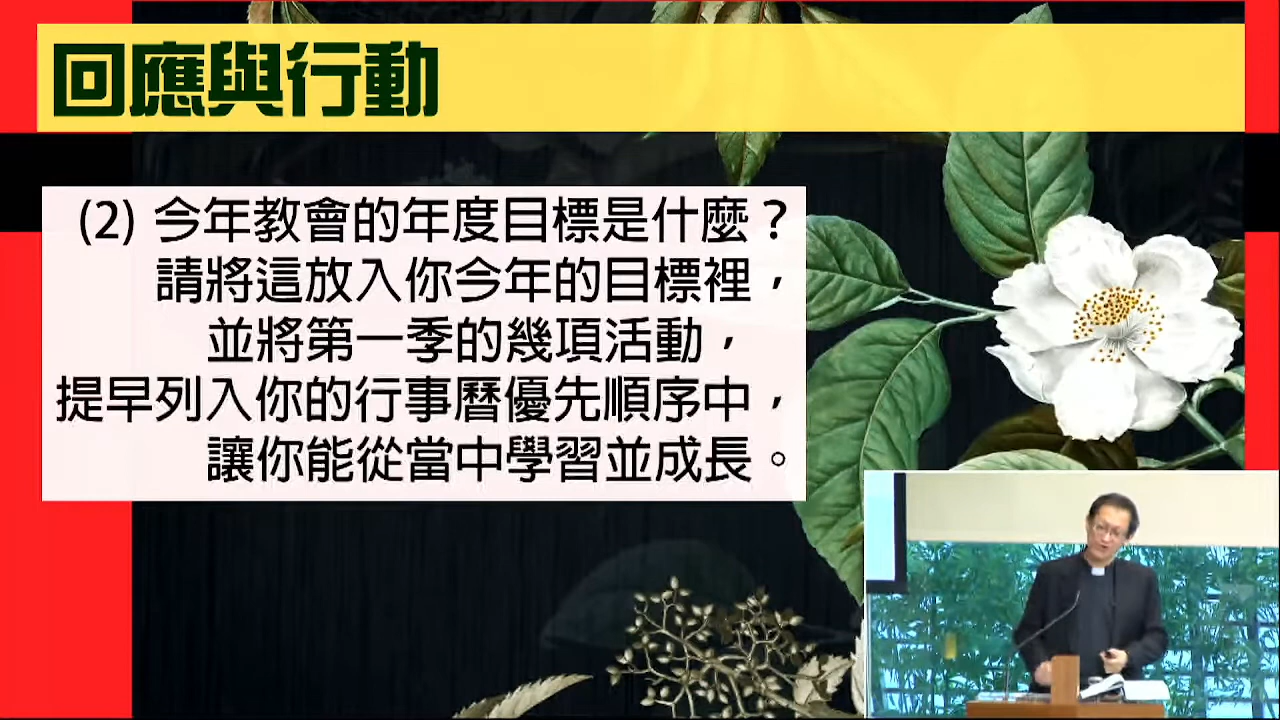 回應與行動
(2) 今年教會的年度目標是什麼？
請將這放入你今年的目標裡，
並將第一季的幾項活動，
提早列入你的行事曆優先順序中，
讓你能從當中學習並成長。